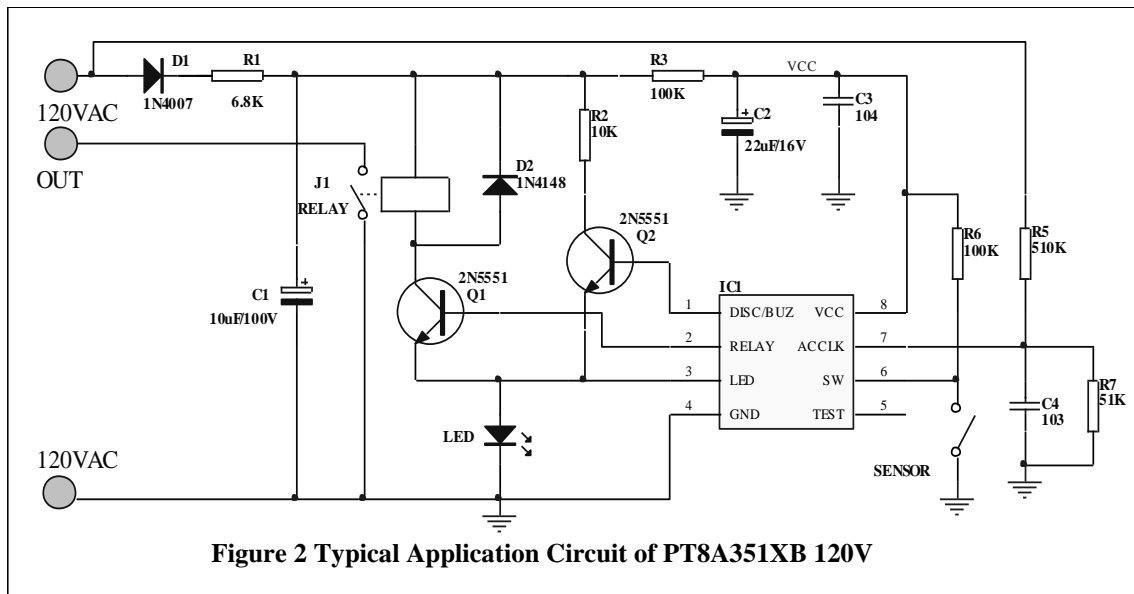 D1
R1
R3
VCC
120VAC
1N4007
6.8K
100K
C3
104
R2
10K
C2
22uF/16V
OUT
J1
RELAY
D2
1N4148
2N5551
Q2
R6
100K
R5
510K
2N5551
Q1
C1
10uF/100V
IC1
1 DISC/BUZ VCC 8
2 RELAY ACCLK 7
3 LED SW 6
4 GND TEST 5
R7
51K
C4
103
LED
SENSOR
120VAC
Figure 2 Typical Application Circuit of PT8A351XB 120V